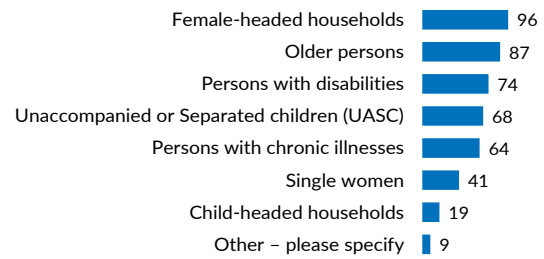 Female-headed households 96
Older persons 87
Persons with disabilities 74
Unaccompanied or Separated children (UASC) 68
Persons with chronic illnesses 64
Single women 41
Child-headed households 19
Other – please specify 9